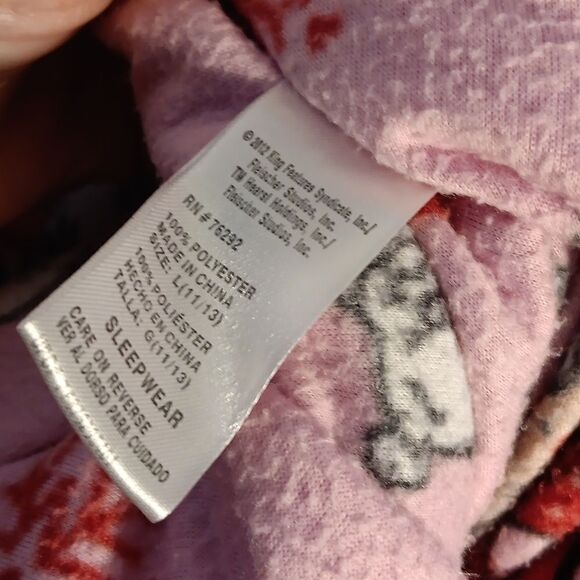 © 2012 King Features Syndicate, Inc./
Fleischer Studios, Inc./
TM Hearst Holdings, Inc./
Fleischer Studios, Inc.
RN # 76292
100% POLYESTER
MADE IN CHINA
SIZE: L(11/13)
100% POLIÉSTER
HECHO EN CHINA
TALLA: G(11/13)
SLEEPWEAR
CARE ON REVERSE
VER AL DORSO PARA CUIDADO